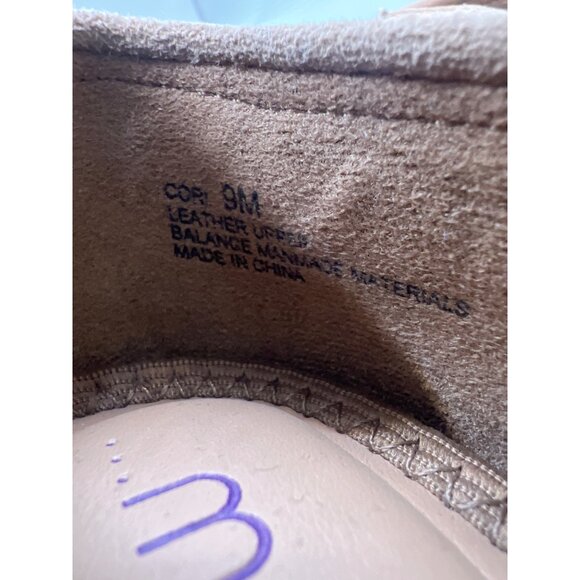 CORI 9M
LEATHER UPPER
BALANCE MANMADE MATERIALS
MADE IN CHINA